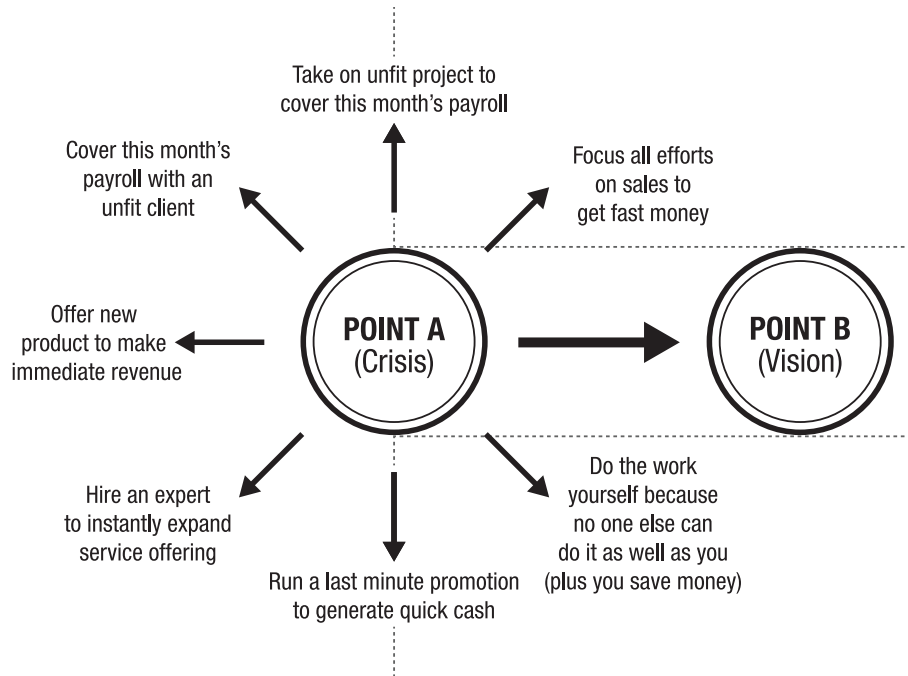 Take on unfit project to
cover this month’s payroll
Cover this month’s
payroll with an
unfit client
Focus all efforts
on sales to
get fast money
Offer new
product to make
immediate revenue
POINT A
(Crisis)
POINT B
(Vision)
Hire an expert
to instantly expand
service offering
Run a last minute promotion
to generate quick cash
Do the work
yourself because
no one else can
do it as well as you
(plus you save money)